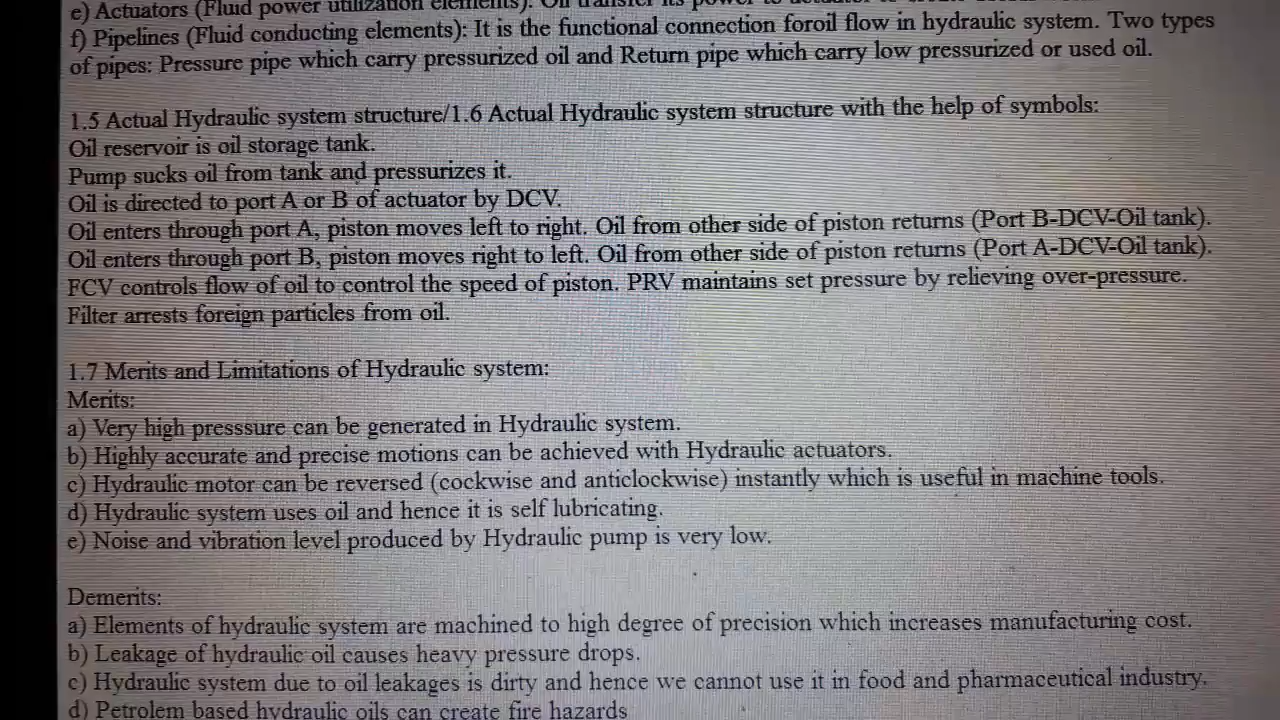 e) Actuators (Fluid power utilization elements): Oil transfer its power to actuator to
f) Pipelines (Fluid conducting elements): It is the functional connection foroil flow in hydraulic system. Two types
of pipes: Pressure pipe which carry pressurized oil and Return pipe which carry low pressurized or used oil.
1.5 Actual Hydraulic system structure/1.6 Actual Hydraulic system structure with the help of symbols:
Oil reservoir is oil storage tank.
Pump sucks oil from tank and pressurizes it.
Oil is directed to port A or B of actuator by DCV.
Oil enters through port A, piston moves left to right. Oil from other side of piston returns (Port B-DCV-Oil tank).
Oil enters through port B, piston moves right to left. Oil from other side of piston returns (Port A-DCV-Oil tank).
FCV controls flow of oil to control the speed of piston. PRV maintains set pressure by relieving over-pressure.
Filter arrests foreign particles from oil.
1.7 Merits and Limitations of Hydraulic system:
Merits:
a) Very high presssure can be generated in Hydraulic system.
b) Highly accurate and precise motions can be achieved with Hydraulic actuators.
c) Hydraulic motor can be reversed (cockwise and anticlockwise) instantly which is useful in machine tools.
d) Hydraulic system uses oil and hence it is self lubricating.
e) Noise and vibration level produced by Hydraulic pump is very low.
Demerits:
a) Elements of hydraulic system are machined to high degree of precision which increases manufacturing cost.
b) Leakage of hydraulic oil causes heavy pressure drops.
c) Hydraulic system due to oil leakages is dirty and hence we cannot use it in food and pharmaceutical industry.
d) Petrolem based hydraulic oils can create fire hazards